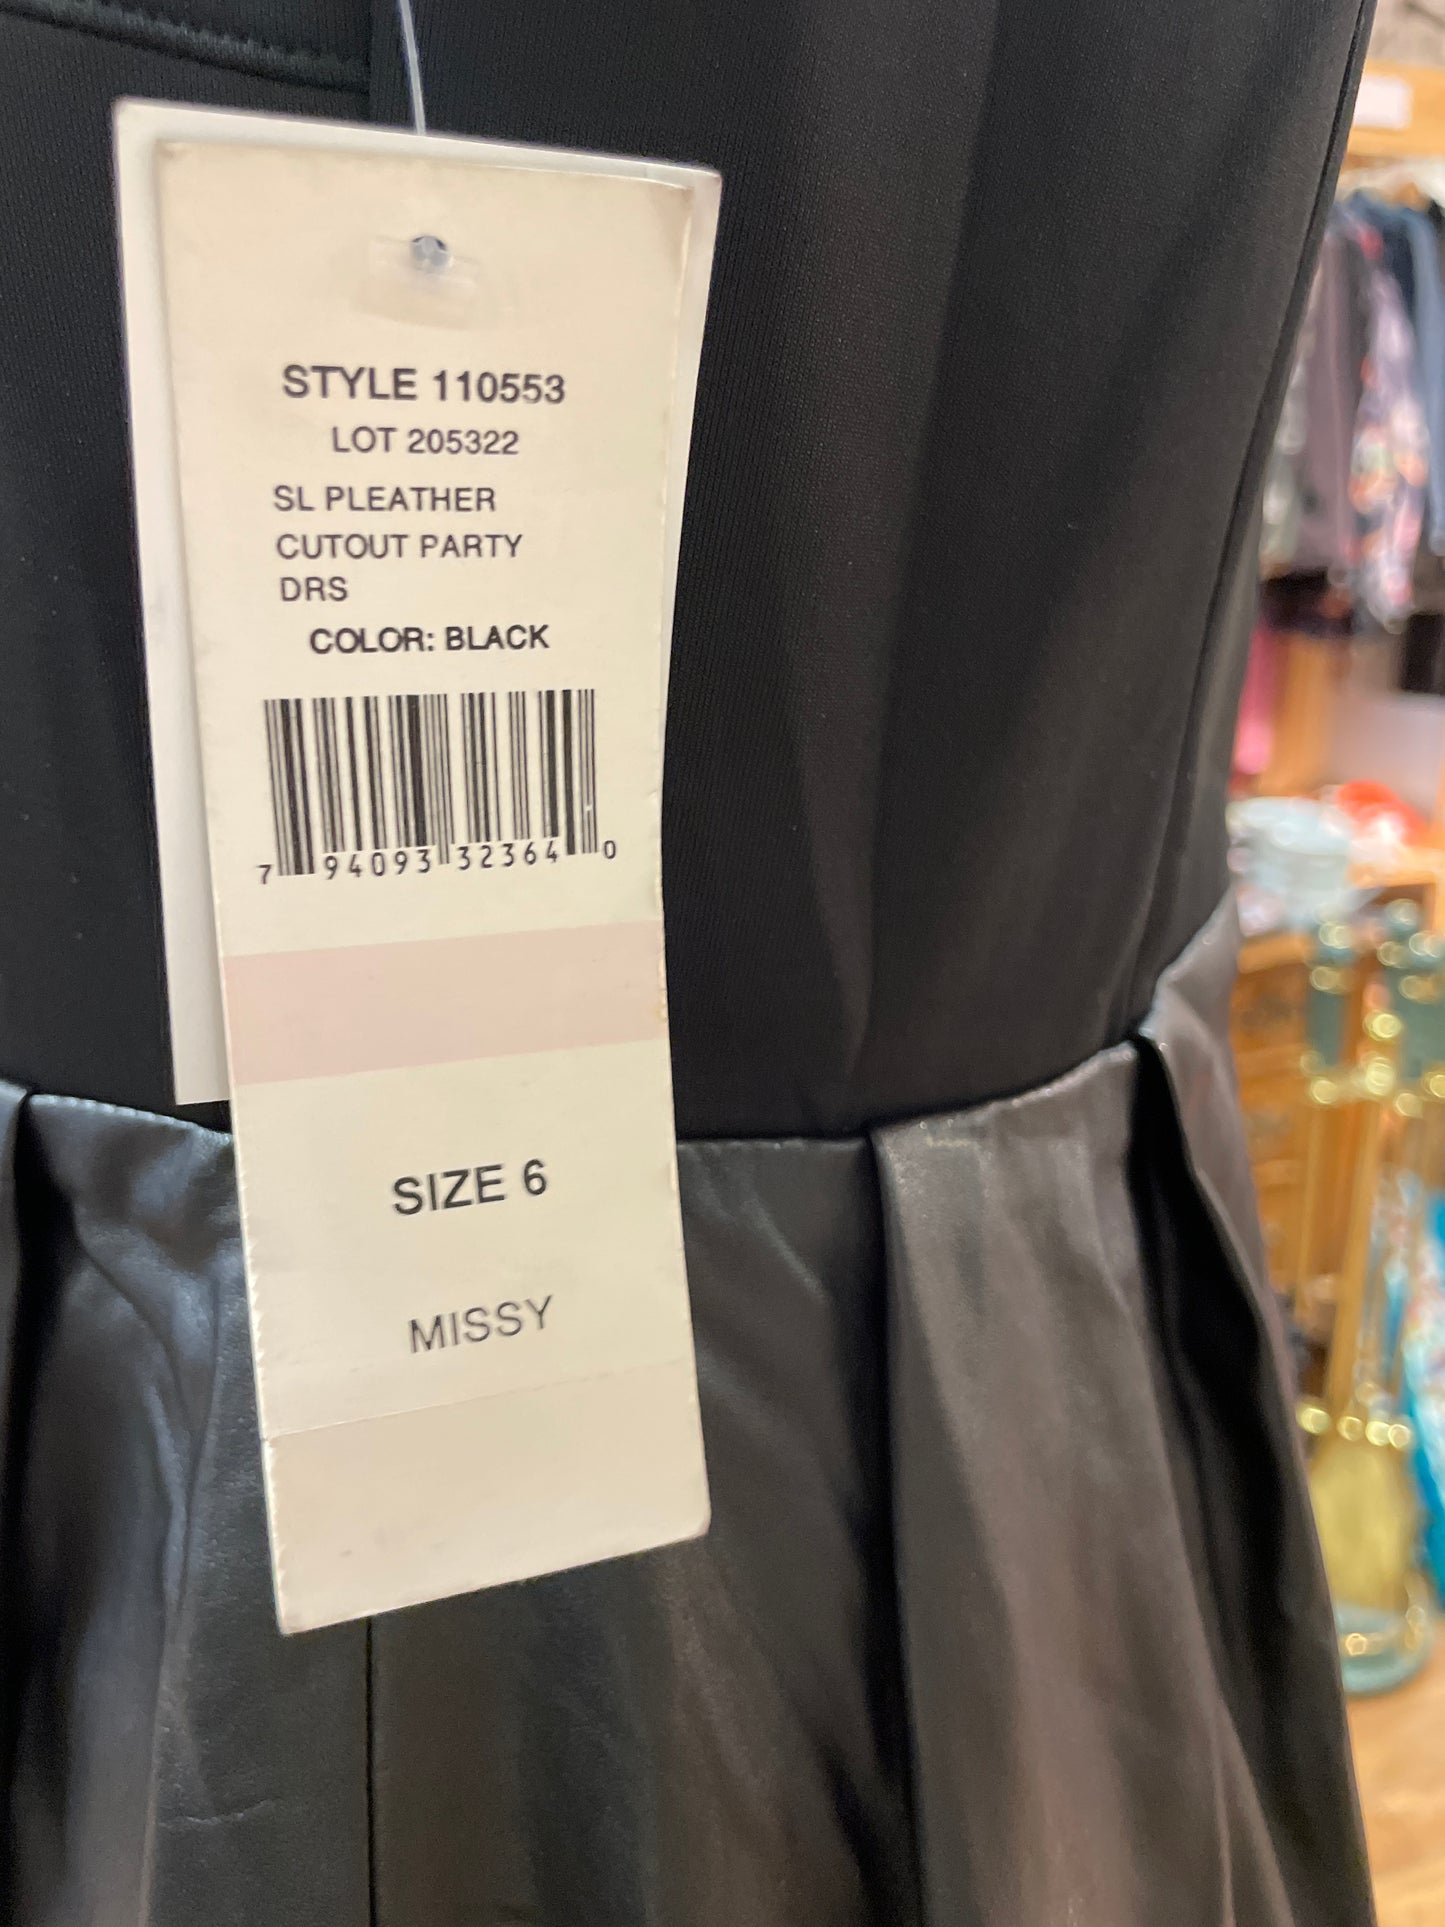 STYLE 110553
LOT 205322
SL PLEATHER
CUTOUT PARTY
DRS
COLOR: BLACK
7 94093 32364 0
SIZE 6
MISSY